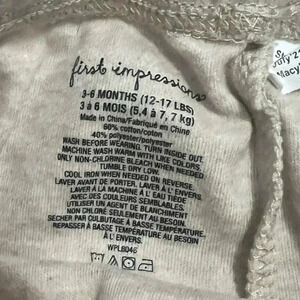 first impressions
3-6 MONTHS (12-17 LBS)
3 à 6 MOIS (5,4 à 7,7 kg)
Made in China/Fabriqué en Chine
60% cotton/coton
40% polyester/polyester
WASH BEFORE WEARING. TURN INSIDE OUT.
MACHINE WASH WARM WITH LIKE COLORS.
ONLY NON-CHLORINE BLEACH WHEN NEEDED.
TUMBLE DRY LOW.
COOL IRON WHEN NEEDED ON REVERSE.
LAVER AVANT DE PORTER. LAVER À L'ENVERS.
LAVER À LA MACHINE À L'EAU TIÈDE
AVEC DES COULEURS SEMBLABLES.
UTILISER UN AGENT DE BLANCHIMENT
NON CHLORÉ SEULEMENT AU BESOIN.
SÉCHER PAR CULBUTAGE À BASSE TEMPÉRATURE.
REPASSER À BASSE TEMPÉRATURE AU BESOIN
À L'ENVERS.
WPLB046
Macy